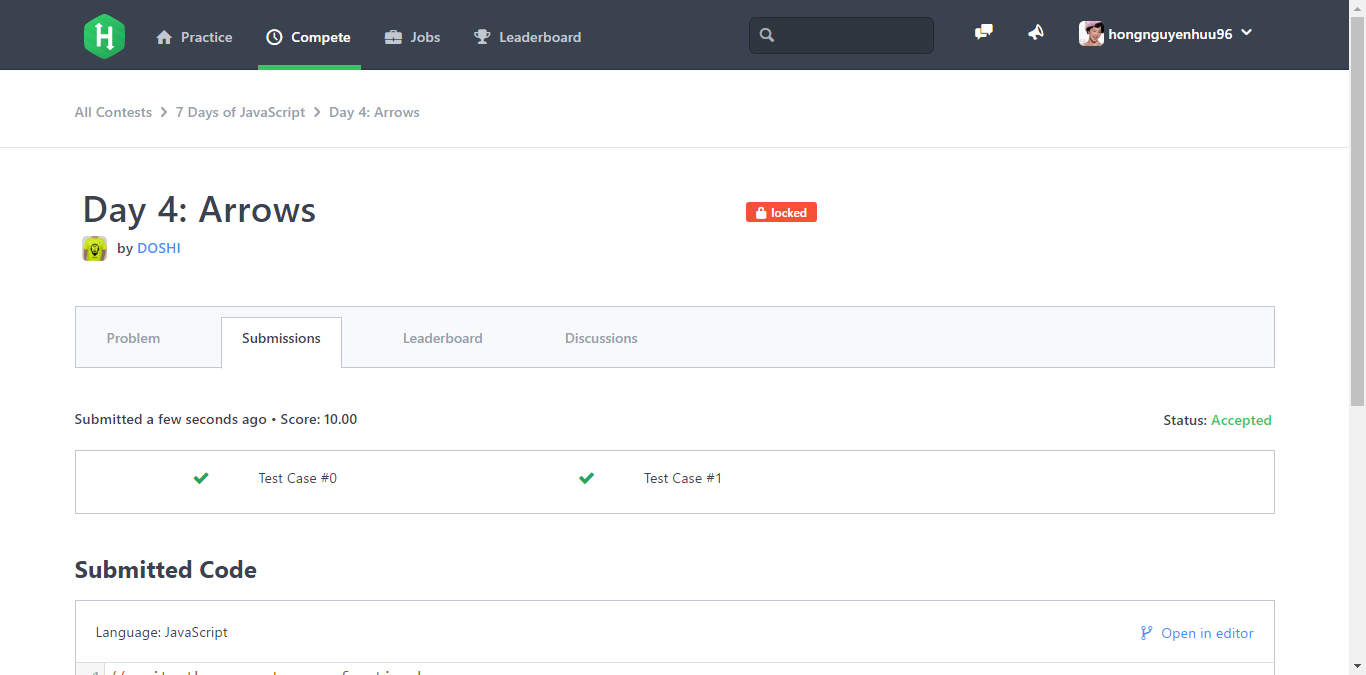 H Practice Compete Jobs Leaderboard hongnguyenhuu96
All Contests 7 Days of JavaScript Day 4: Arrows
Day 4: Arrows
locked
by DOSHI
Problem Submissions Leaderboard Discussions
Submitted a few seconds ago • Score: 10.00
Status: Accepted
Test Case #0 Test Case #1
Submitted Code
Language: JavaScript
Open in editor